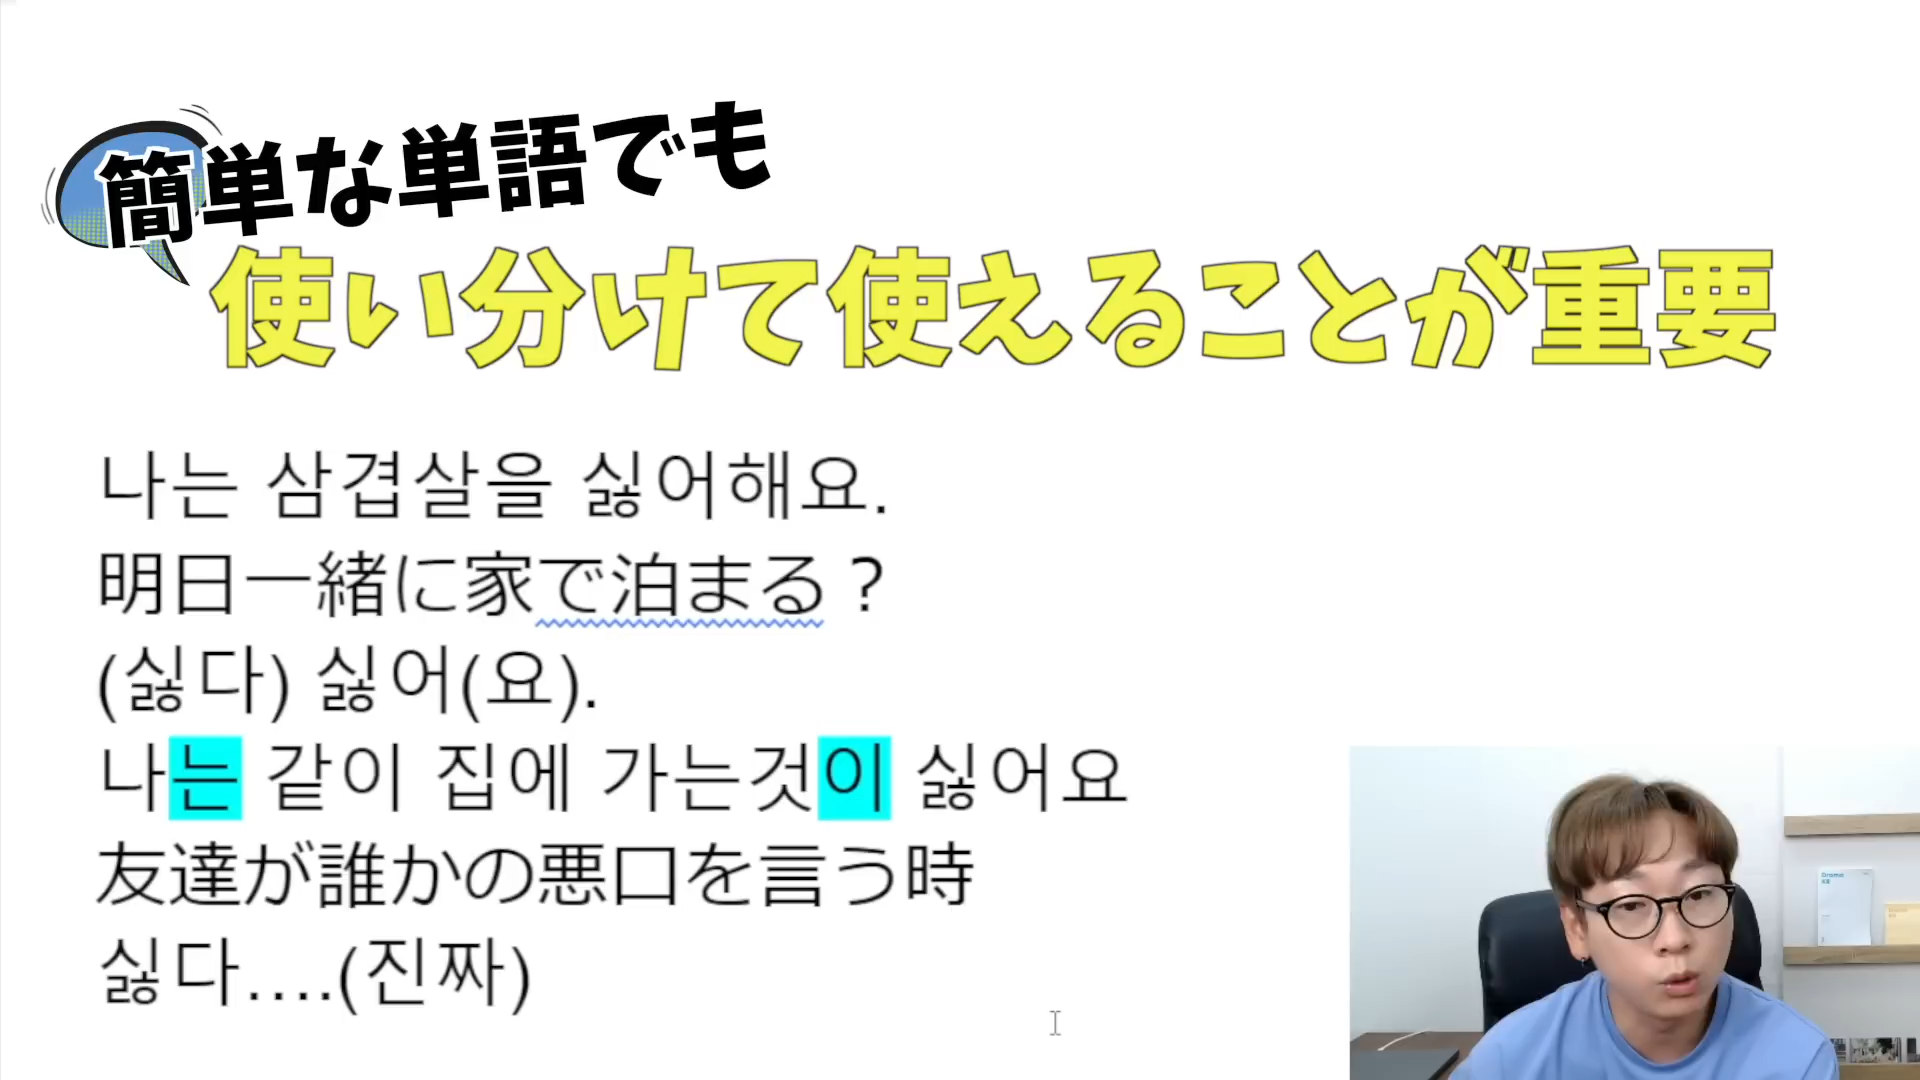 簡単な単語でも
使い分けて使えることが重要
나는 삼겹살을 싫어해요.
明日一緒に家で泊まる？
(싫다) 싫어(요).
나는 같이 집에 가는것이 싫어요
友達が誰かの悪口を言う時
싫다....(진짜)